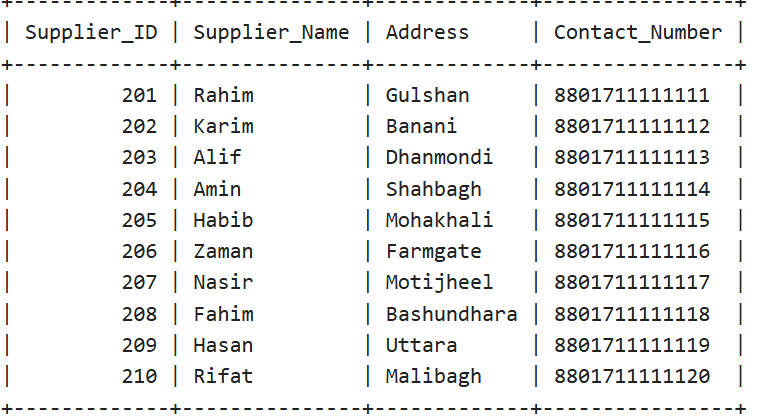 +-------------+---------------+-------------+----------------+
| Supplier_ID | Supplier_Name | Address     | Contact_Number |
+-------------+---------------+-------------+----------------+
|         201 | Rahim         | Gulshan     | 8801711111111  |
|         202 | Karim         | Banani      | 8801711111112  |
|         203 | Alif          | Dhanmondi   | 8801711111113  |
|         204 | Amin          | Shahbagh    | 8801711111114  |
|         205 | Habib         | Mohakhali   | 8801711111115  |
|         206 | Zaman         | Farmgate    | 8801711111116  |
|         207 | Nasir         | Motijheel   | 8801711111117  |
|         208 | Fahim         | Bashundhara | 8801711111118  |
|         209 | Hasan         | Uttara      | 8801711111119  |
|         210 | Rifat         | Malibagh    | 8801711111120  |
+-------------+---------------+-------------+----------------+